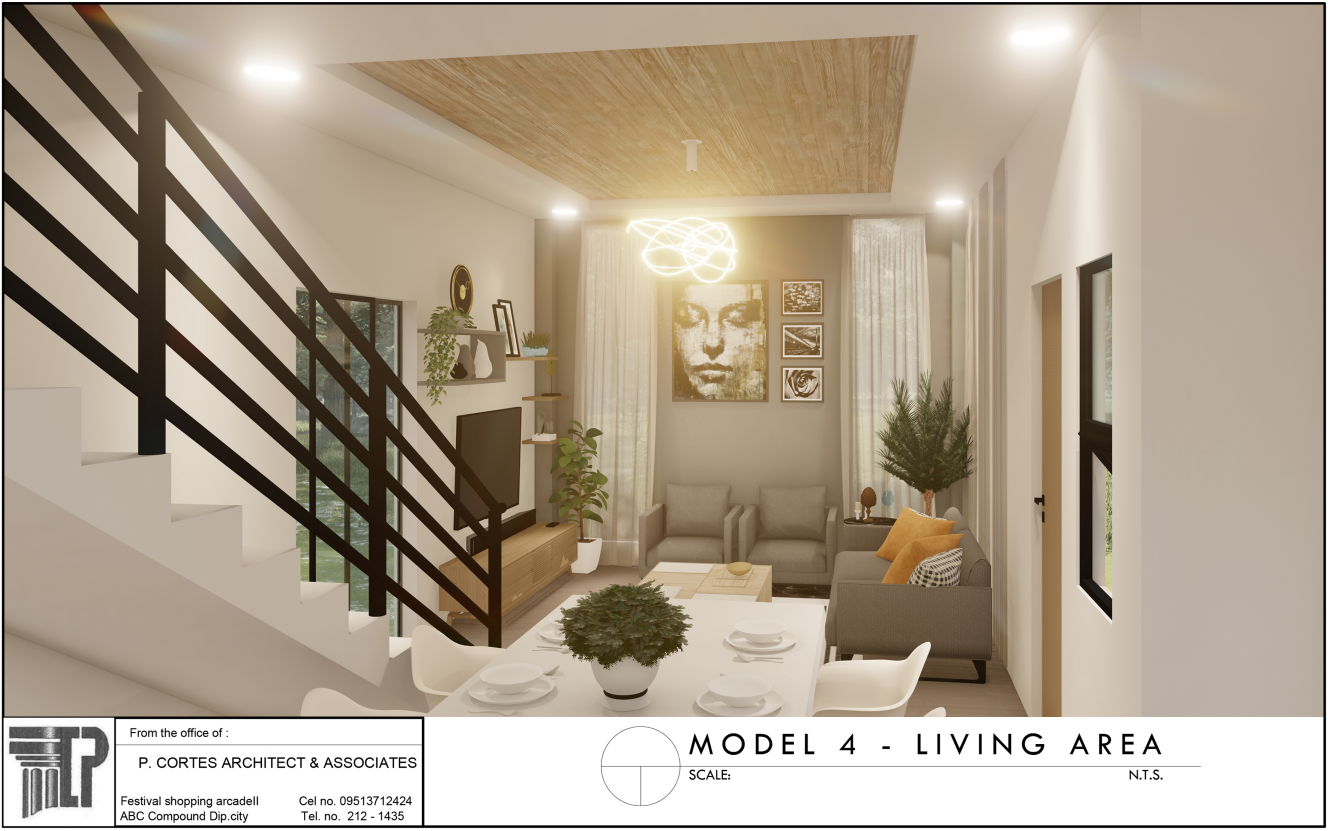 From the office of :
P. CORTES ARCHITECT & ASSOCIATES
Festival shopping arcadeII
Cel no. 09513712424
ABC Compound Dip.city
Tel. no. 212 - 1435
MODEL 4 - LIVING AREA
SCALE:
N.T.S.